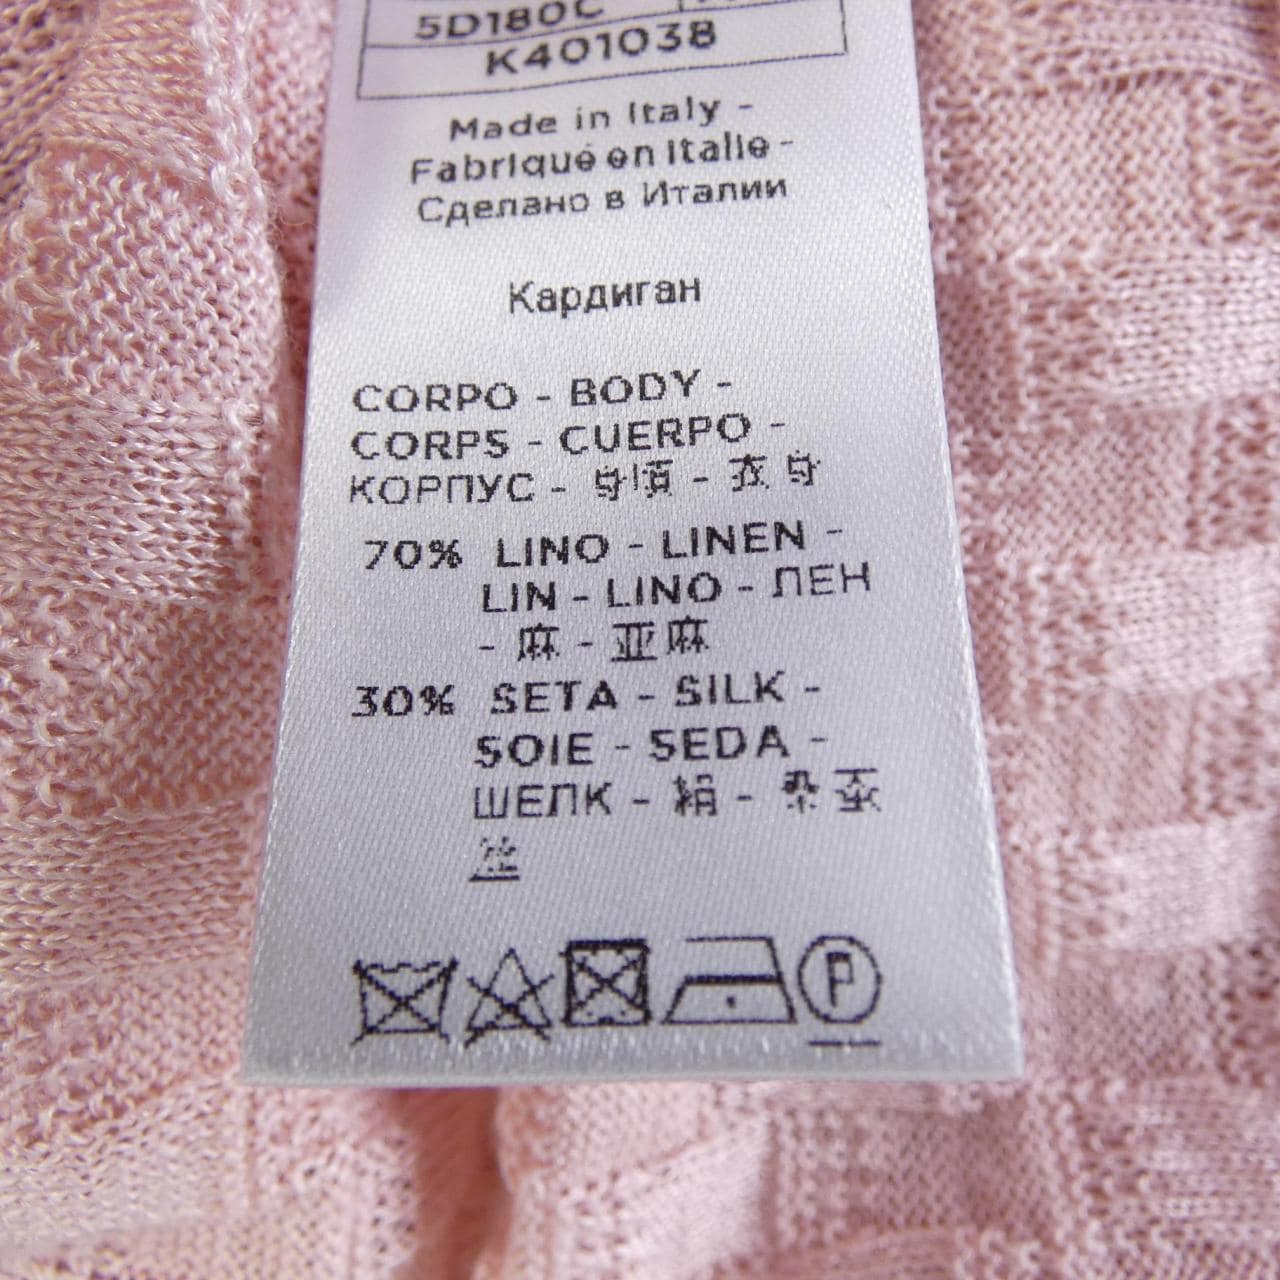 5D180C
K401038
Made in Italy -
Fabriqué en Italie -
Сделано в Италии
Кардиган
CORPO - BODY -
CORPS - CUERPO -
КОРПУС - 身頃 - 衣身
70% LINO - LINEN -
LIN - LINO - ЛЕН
- 麻 - 亚麻
30% SETA - SILK -
SOIE - SEDA -
ШЕЛК - 絹 - 桑蚕
丝
P